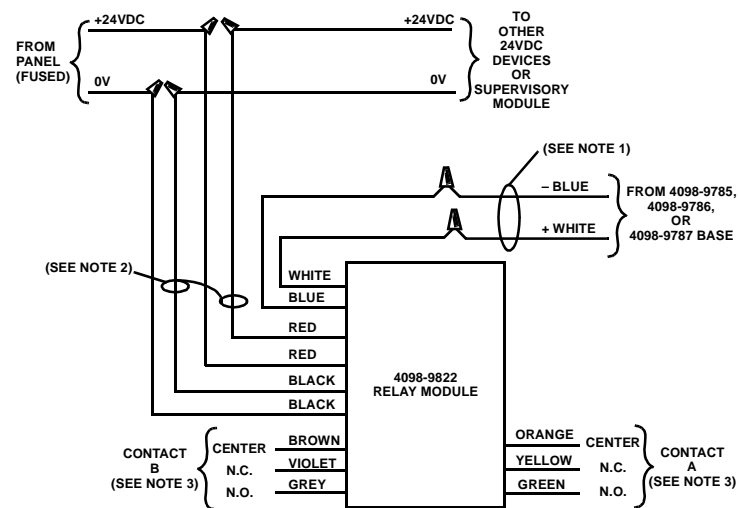 +24VDC
+24VDC
FROM
PANEL
(FUSED)
0V
0V
TO
OTHER
24VDC
DEVICES
OR
SUPERVISORY
MODULE
(SEE NOTE 1)
– BLUE
+ WHITE
FROM 4098-9785,
4098-9786,
OR
4098-9787 BASE
(SEE NOTE 2)
WHITE
BLUE
RED
RED
BLACK
BLACK
4098-9822
RELAY MODULE
CONTACT
B
(SEE NOTE 3)
CENTER
N.C.
N.O.
BROWN
VIOLET
GREY
ORANGE
YELLOW
GREEN
CENTER
N.C.
N.O.
CONTACT
A
(SEE NOTE 3)